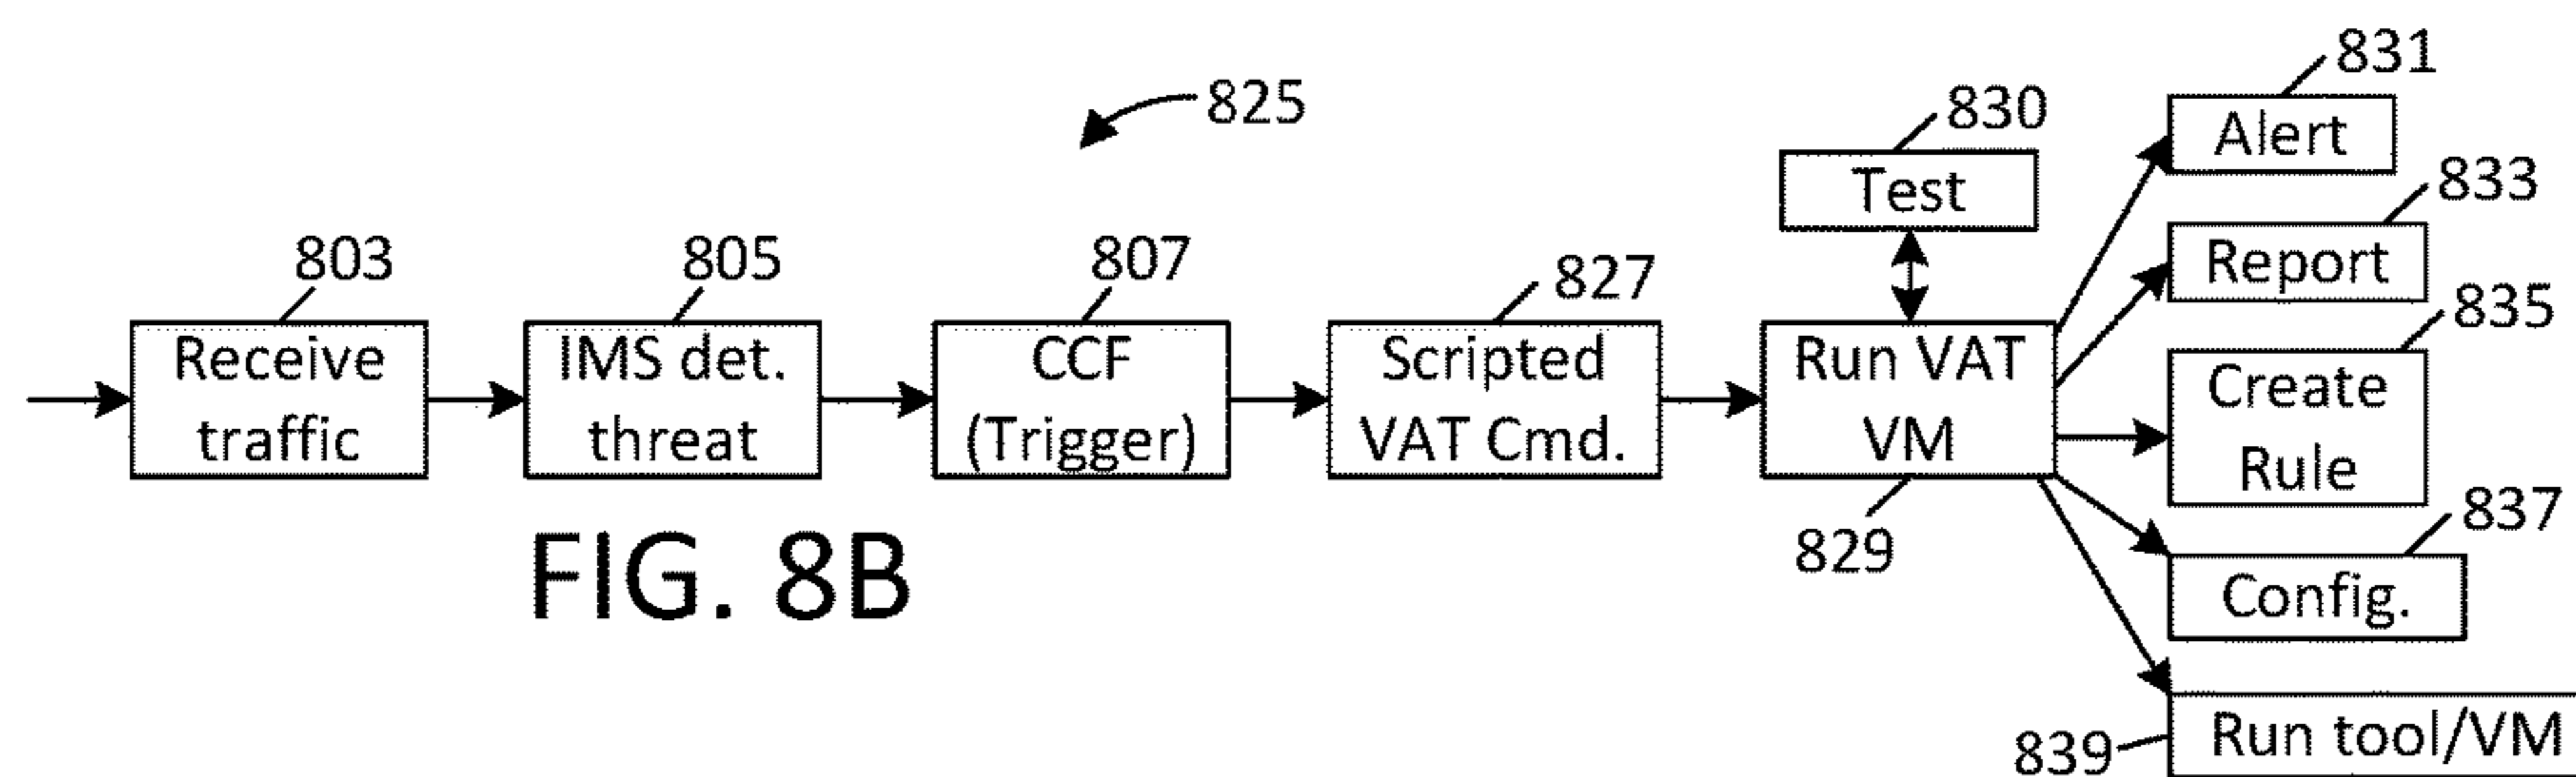 825
803
Receive
traffic
805
IMS det.
threat
807
CCF
(Trigger)
827
Scripted
VAT Cmd.
830
Test
Run VAT
VM
829
831
Alert
833
Report
835
Create
Rule
837
Config.
839
Run tool/VM
FIG. 8B